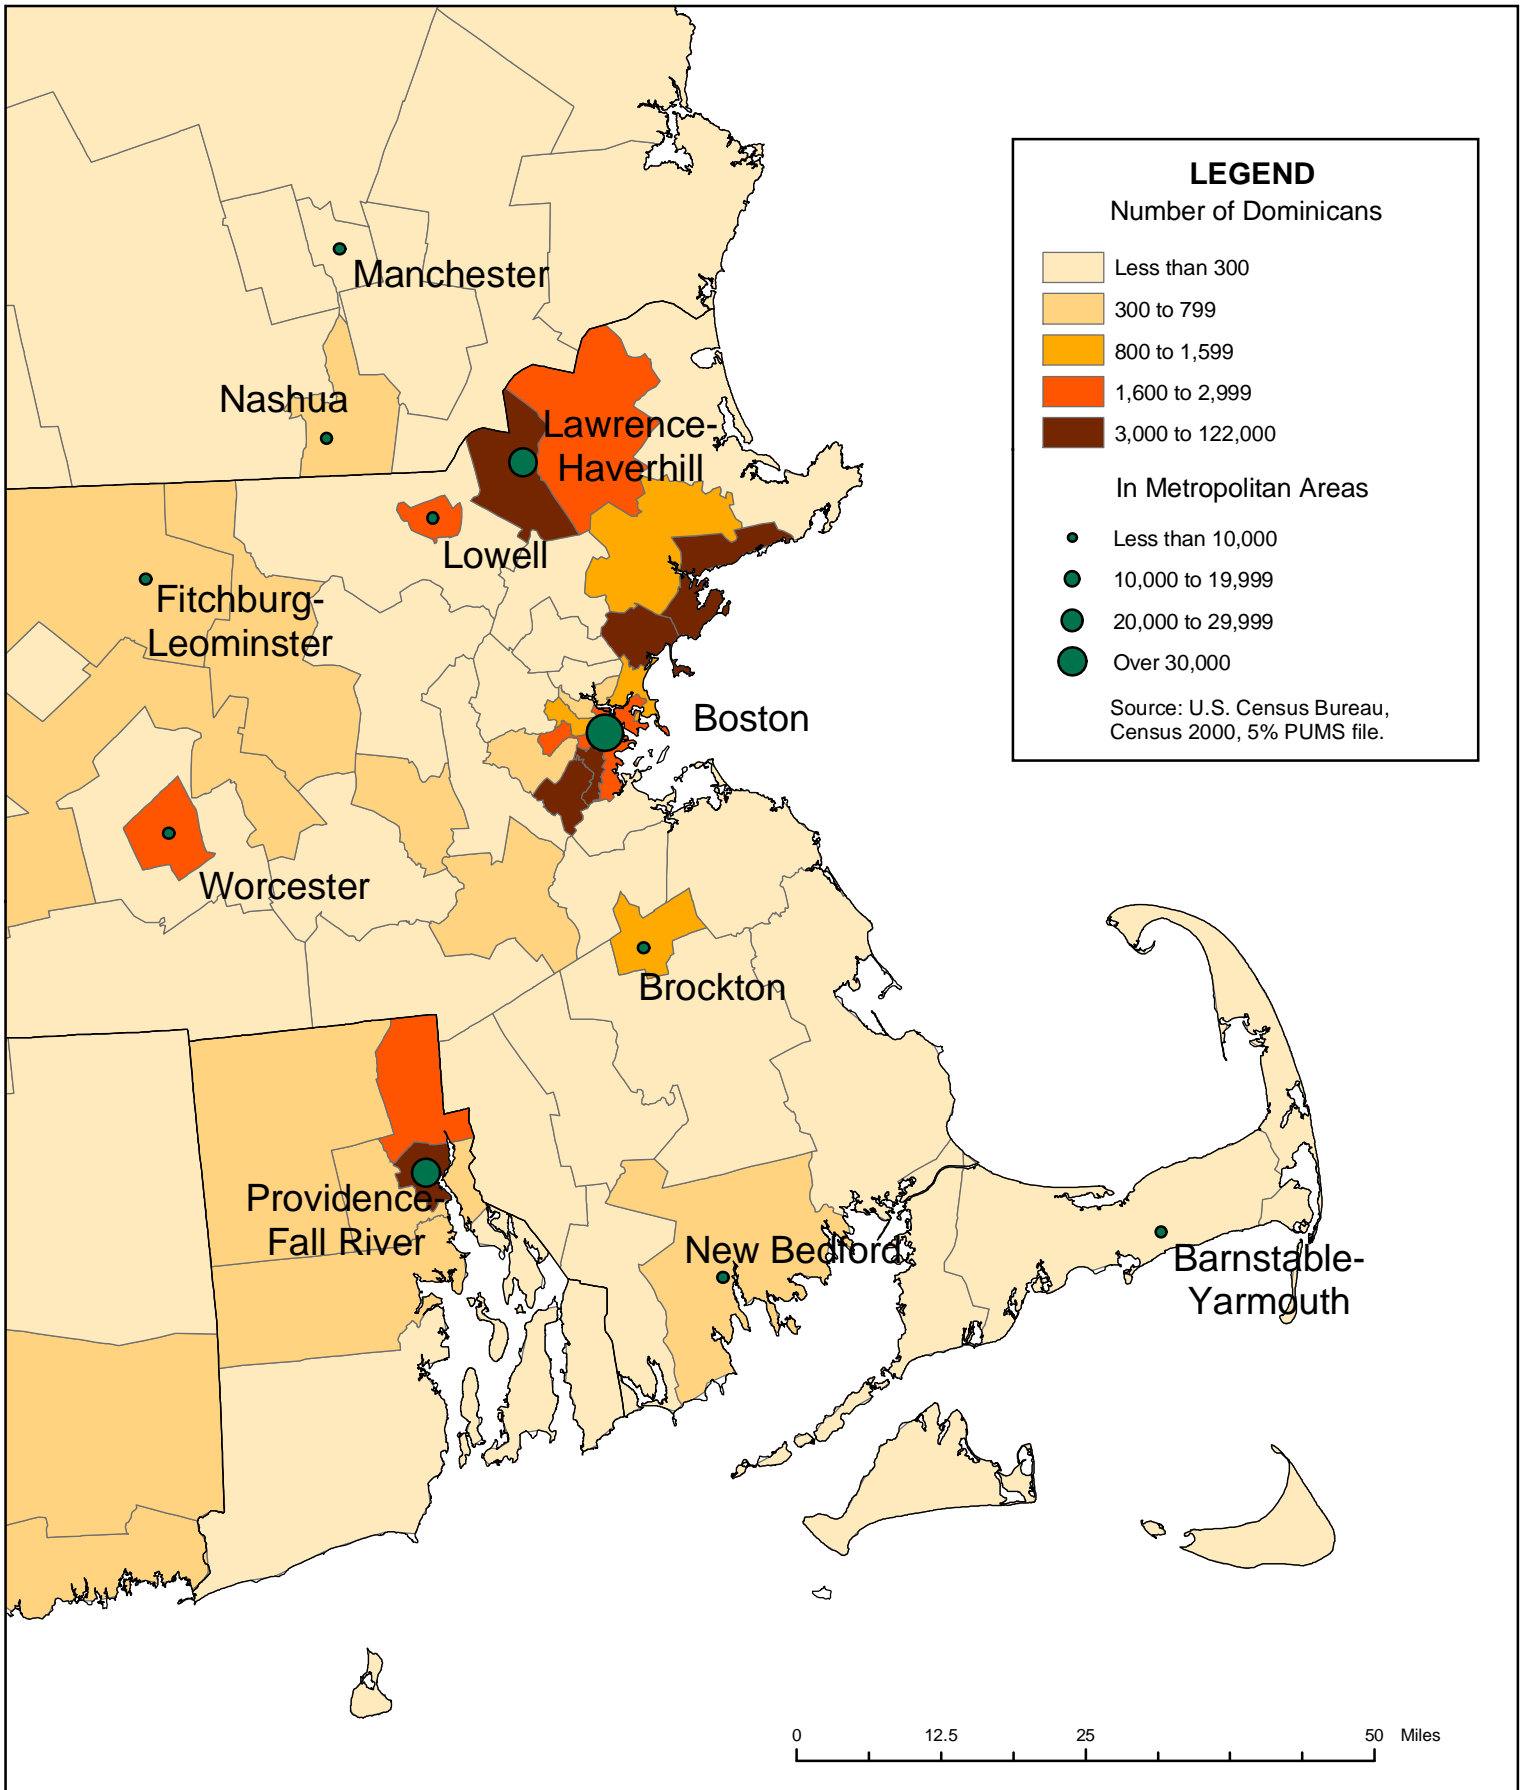 LEGEND
Number of Dominicans
Less than 300
300 to 799
800 to 1,599
1,600 to 2,999
3,000 to 122,000
In Metropolitan Areas
Less than 10,000
10,000 to 19,999
20,000 to 29,999
Over 30,000
Source: U.S. Census Bureau,
Census 2000, 5% PUMS file.
Manchester
Nashua
Lawrence-
Haverhill
Lowell
Fitchburg-
Leominster
Boston
Worcester
Brockton
Providence-
Fall River
New Bedford
Barnstable-
Yarmouth
0 12.5 25 50 Miles